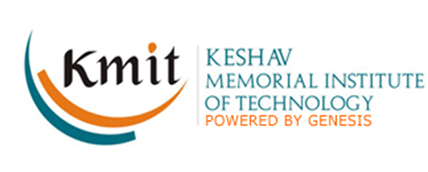 Kmit
KESHAV
MEMORIAL INSTITUTE
OF TECHNOLOGY
POWERED BY GENESIS